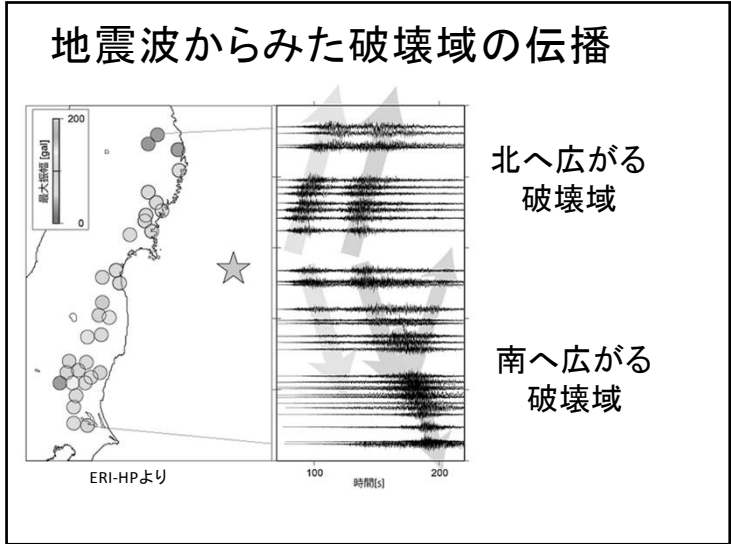 地震波からみた破壊域の伝播
最大振幅 [gal]
200
0
北へ広がる
破壊域
南へ広がる
破壊域
100
200
時間[s]
ERI-HPより